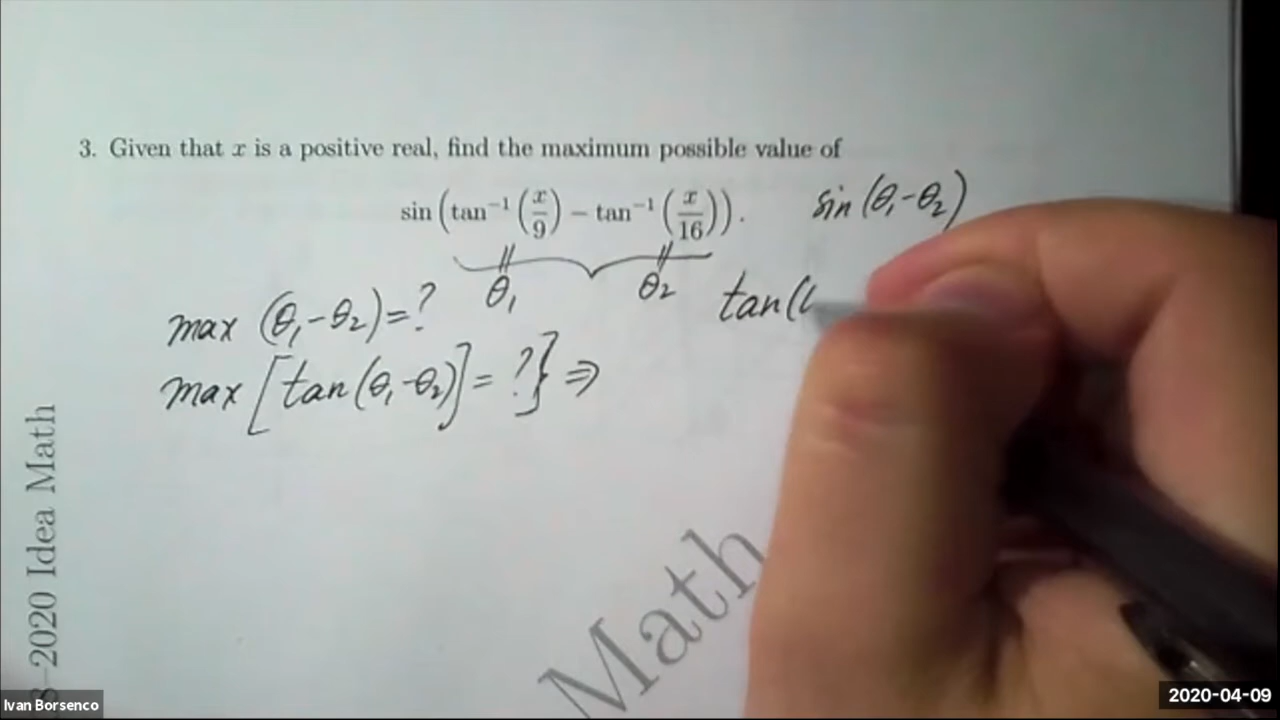 3. Given that x is a positive real, find the maximum possible value of
sin(tan⁻¹(x/9) − tan⁻¹(x/16)).
sin(θ₁-θ₂)
θ₁ θ₂
max (θ₁-θ₂)=?
tan(
max [tan(θ₁-θ₂)] = ?} ⇒
-2020 Idea Math
Math
Ivan Borsenco
2020-04-09